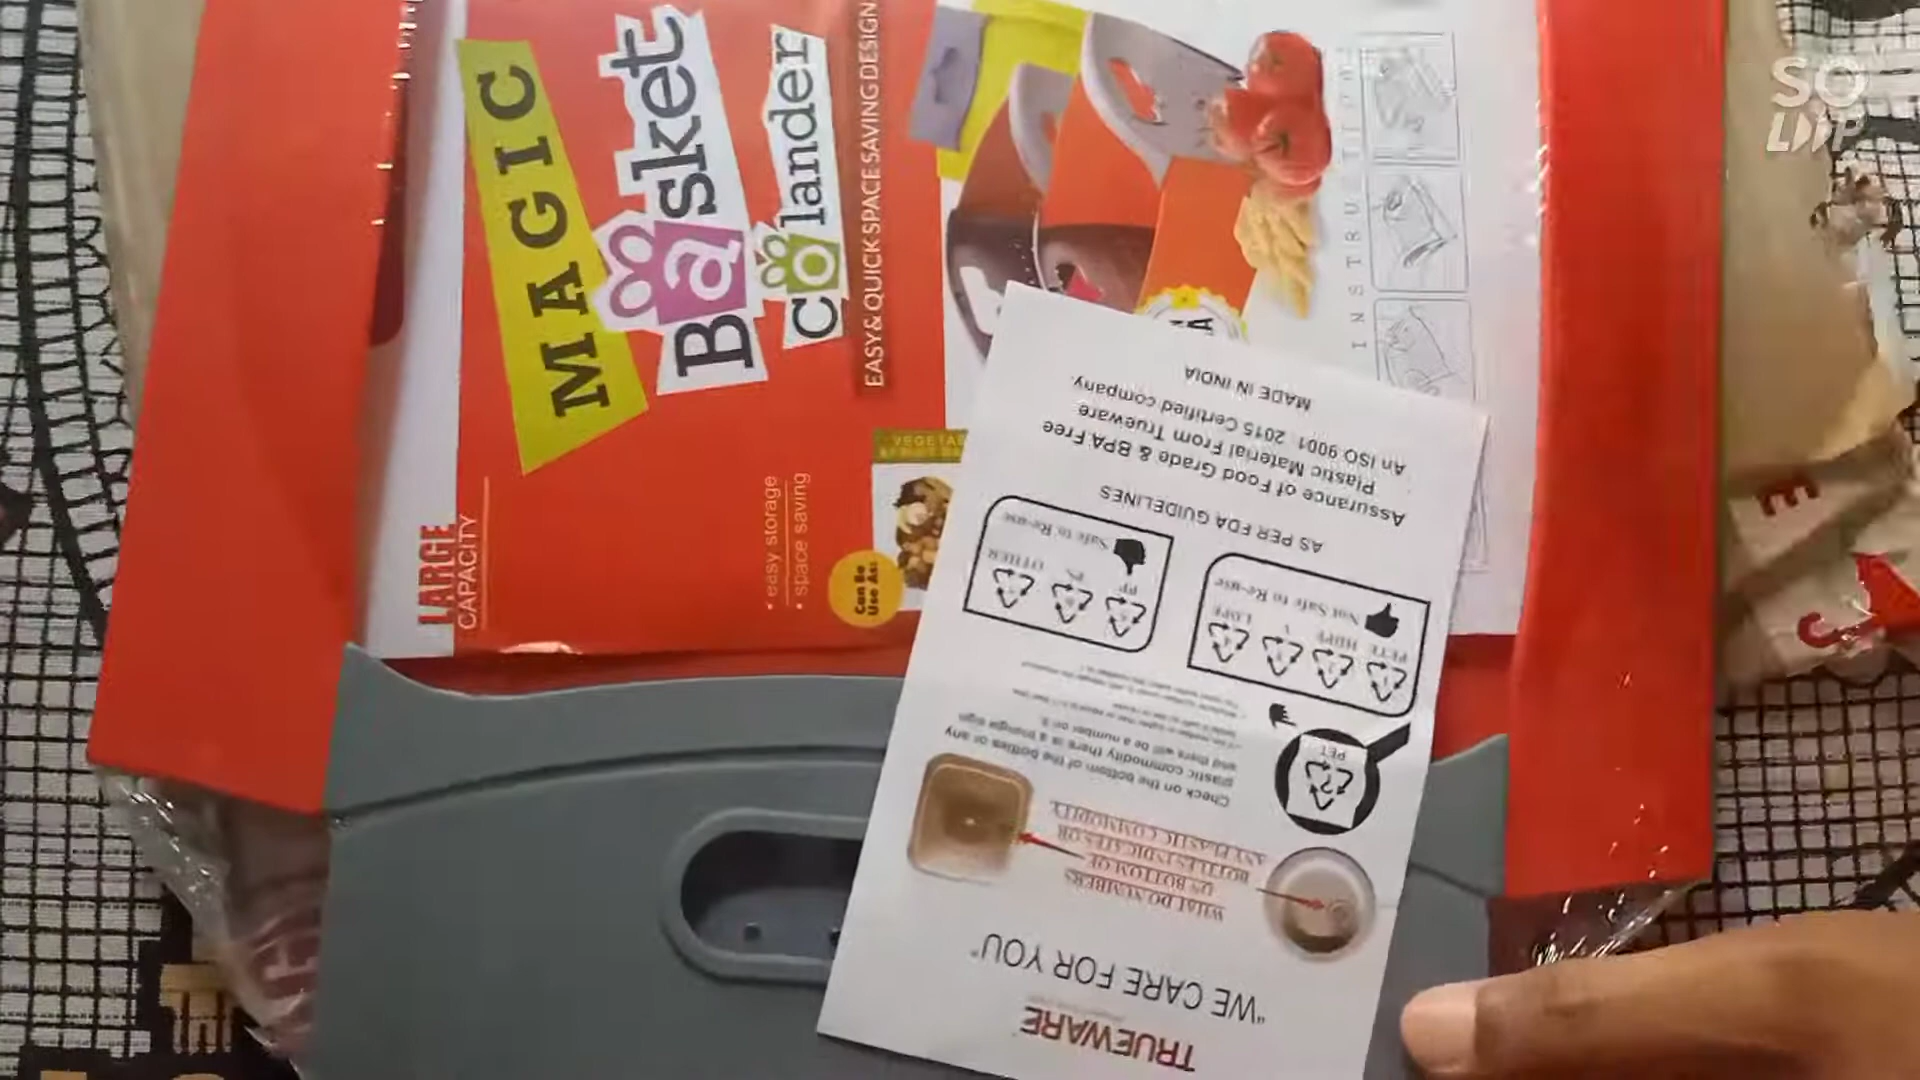 MAGIC
Basket
colander
EASY & QUICK SPACE SAVING DESIGN
LARGE
CAPACITY
• easy storage
• space saving
Can Be
Use As:
INSTRUCTION
SO
LOOP
TRUEWARE
"WE CARE FOR YOU"
WHAT DO NUMBERS
ON BOTTOM OF
BOTTLES INDICATES OR
ANY PLASTIC COMMODITY
Check on the bottom of the bottles or any
plastic commodity there is a triangle sign
and there will be a number on it.
2
PET
PETE HDPE V LDPE
Not Safe to Re-use
PP PS OTHER
Safe to Re-use
AS PER FDA GUIDELINES
Assurance of Food Grade & BPA Free
Plastic Material From Trueware
An ISO 9001: 2015 Certified company.
MADE IN INDIA
E